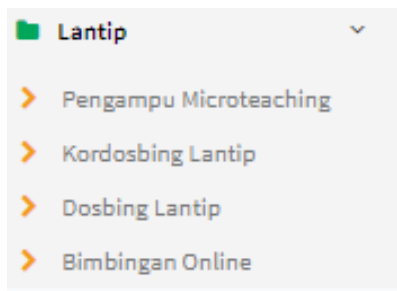 Lantip
Pengampu Microteaching
Kordosbing Lantip
Dosbing Lantip
Bimbingan Online